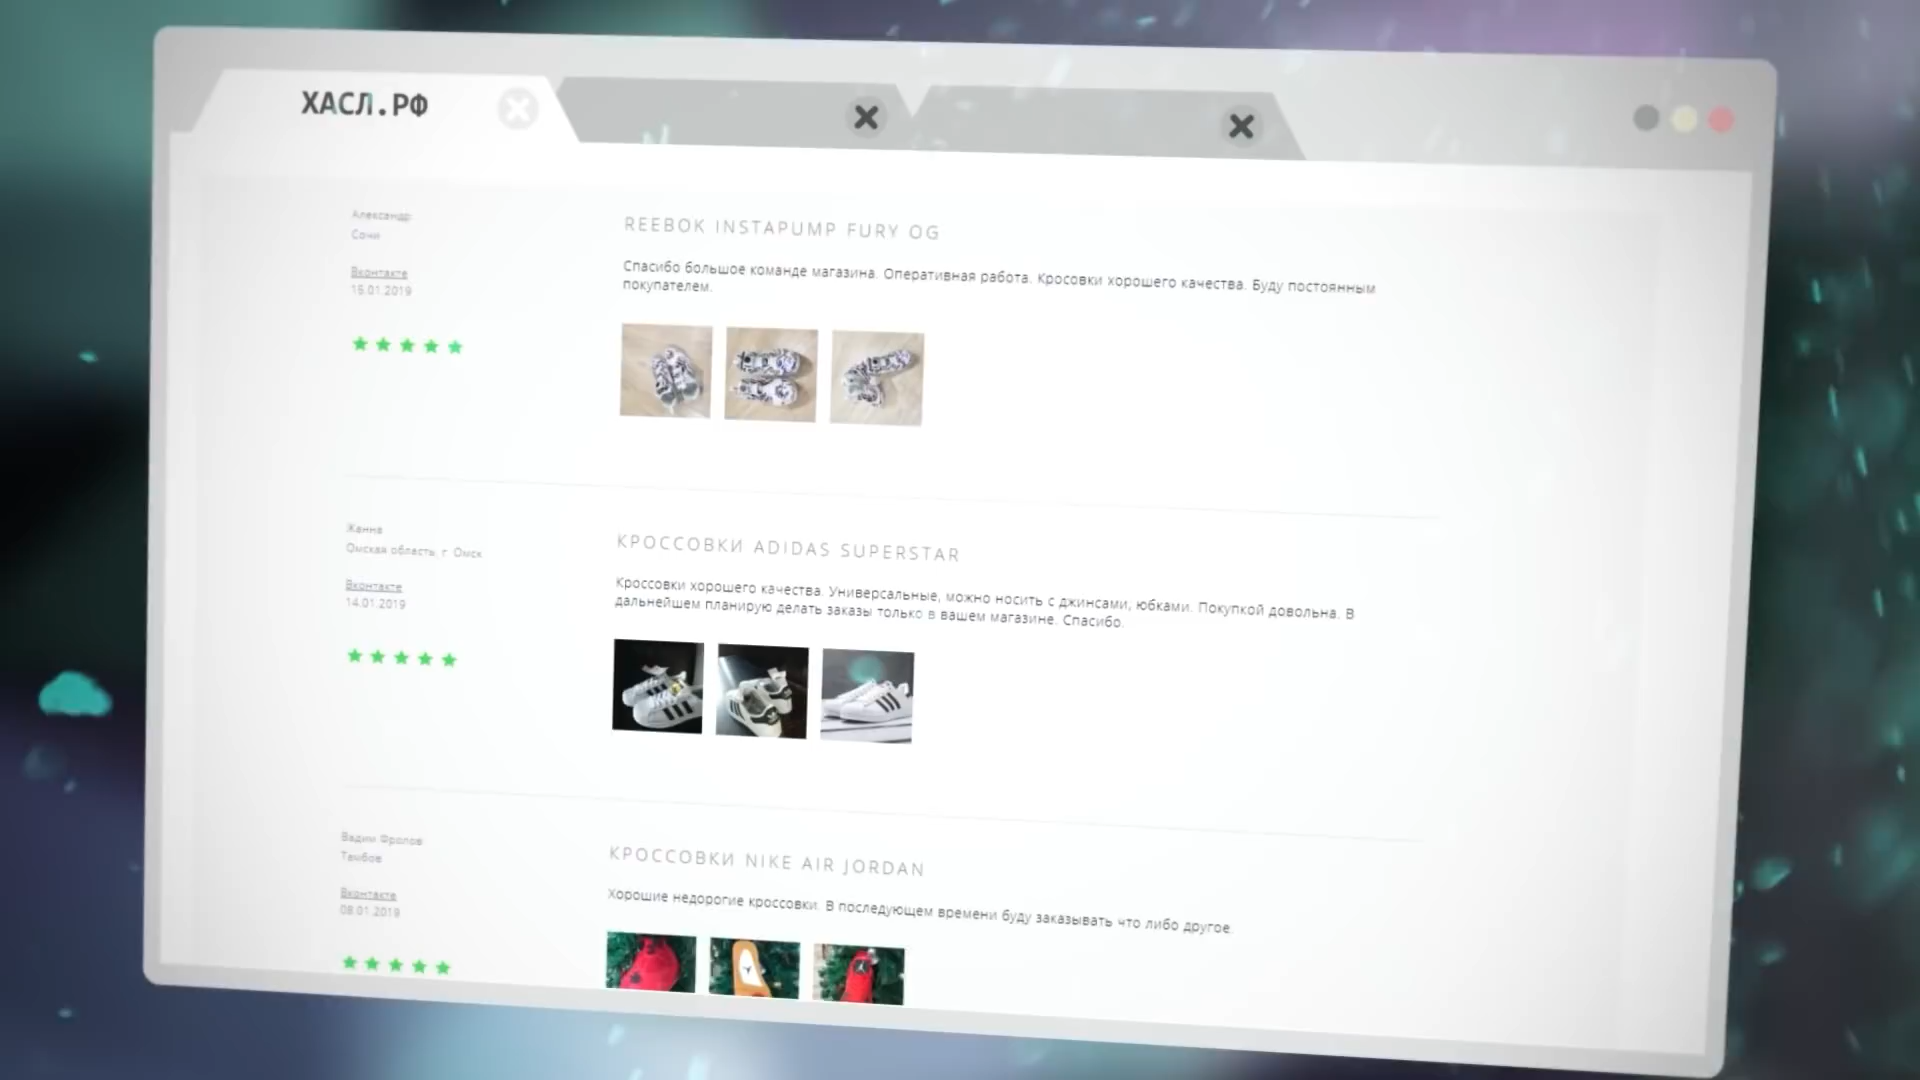 ХАСЛ.РФ
Александр
Сочи
Вконтакте
15.01.2019
REEBOK INSTAPUMP FURY OG
Спасибо большое команде магазина. Оперативная работа. Кросовки хорошего качества. Буду постоянным
покупателем.
Жанна
Омская область, г. Омск
Вконтакте
14.01.2019
КРОССОВКИ ADIDAS SUPERSTAR
Кроссовки хорошего качества. Универсальные, можно носить с джинсами, юбками. Покупкой довольна. В
дальнейшем планирую делать заказы только в вашем магазине. Спасибо.
Вадим Фролов
Тамбов
Вконтакте
08.01.2019
КРОССОВКИ NIKE AIR JORDAN
Хорошие недорогие кроссовки. В последующем времени буду заказывать что либо другое.